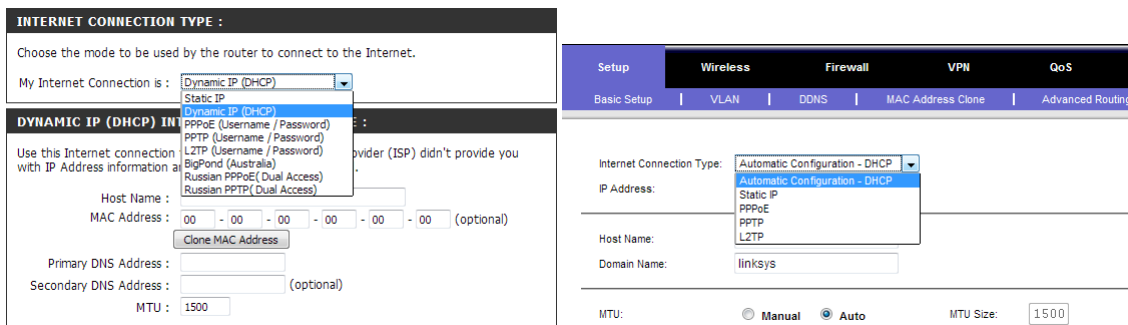 INTERNET CONNECTION TYPE :
Choose the mode to be used by the router to connect to the Internet.
My Internet Connection is : Dynamic IP (DHCP)
Static IP
Dynamic IP (DHCP)
PPPoE (Username / Password)
PPTP (Username / Password)
L2TP (Username / Password)
BigPond (Australia)
Russian PPPoE( Dual Access)
Russian PPTP( Dual Access)
DYNAMIC IP (DHCP) INT E :
Use this Internet connection ovider (ISP) didn't provide you
with IP Address information a
Host Name :
MAC Address : 00 - 00 - 00 - 00 - 00 - 00 (optional)
Clone MAC Address
Primary DNS Address :
Secondary DNS Address : (optional)
MTU : 1500
Setup Wireless Firewall VPN QoS
Basic Setup | VLAN | DDNS | MAC Address Clone | Advanced Routing
Internet Connection Type: Automatic Configuration - DHCP
Automatic Configuration - DHCP
Static IP
PPPoE
PPTP
L2TP
IP Address:
Host Name:
Domain Name: linksys
MTU: Manual Auto MTU Size: 1500